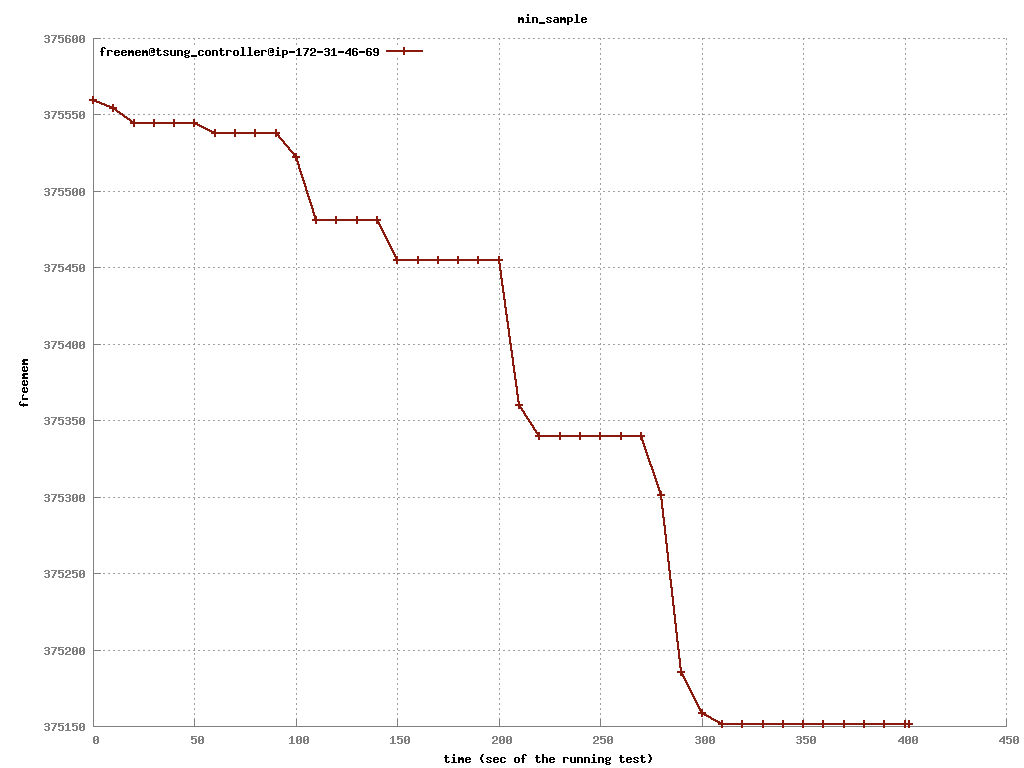 min_sample
freemem@tsung_controller@ip-172-31-46-69
375600
375550
375500
375450
375400
375350
375300
375250
375200
375150
freemem
0 50 100 150 200 250 300 350 400 450
time (sec of the running test)